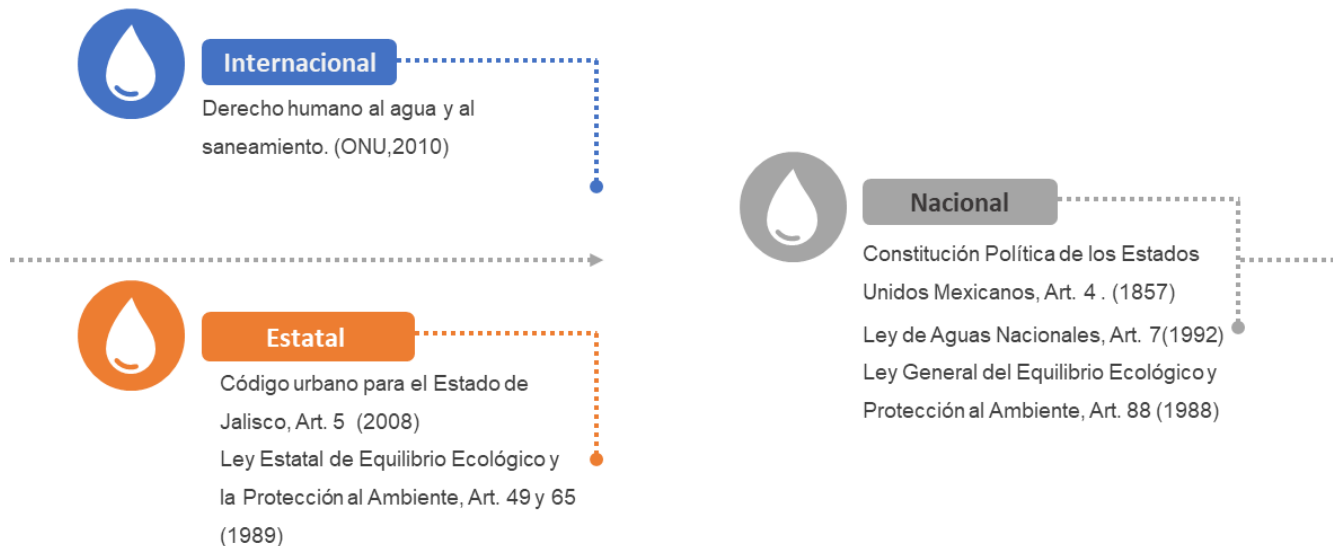 Internacional
Derecho humano al agua y al
saneamiento. (ONU,2010)
Nacional
Constitución Política de los Estados
Unidos Mexicanos, Art. 4 . (1857)
Ley de Aguas Nacionales, Art. 7(1992)
Ley General del Equilibrio Ecológico y
Protección al Ambiente, Art. 88 (1988)
Estatal
Código urbano para el Estado de
Jalisco, Art. 5 (2008)
Ley Estatal de Equilibrio Ecológico y
la Protección al Ambiente, Art. 49 y 65
(1989)